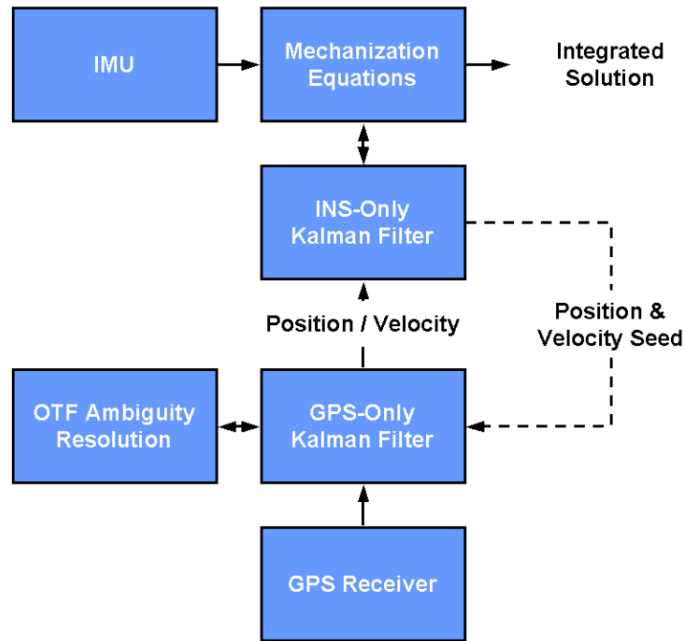 IMU
Mechanization
Equations
Integrated
Solution
INS-Only
Kalman Filter
Position / Velocity
Position &
Velocity Seed
OTF Ambiguity
Resolution
GPS-Only
Kalman Filter
GPS Receiver